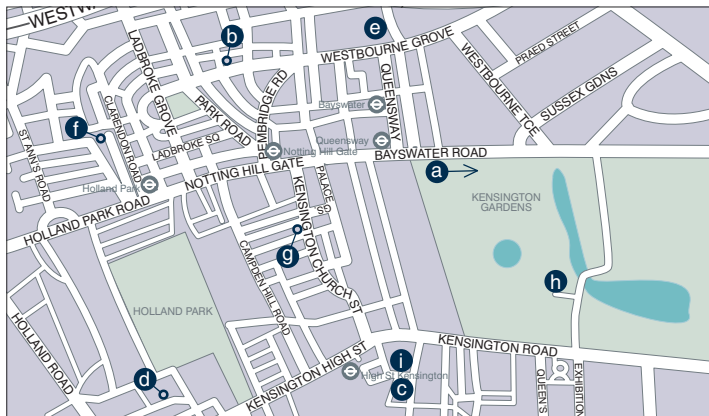 WESTWA
b
e
LADBROKE GROVE
WESTBOURNE GROVE
PRAED STREET
WESTBOURNE TCE
SUSSEX GDNS
QUEENSWAY
PARK ROAD
PEMBRIDGE RD
Bayswater
f
CLARENDON ROAD
LADBROKE SQ
Queensway
Notting Hill Gate
ST ANN'S ROAD
BAYSWATER ROAD
Holland Park
NOTTING HILL GATE
a
HOLLAND PARK ROAD
PALACE
GS.
KENSINGTON
GARDENS
KENSINGTON CHURCH ST
g
CAMPDEN HILL ROAD
h
HOLLAND PARK
HOLLAND ROAD
KENSINGTON ROAD
KENSINGTON HIGH ST
i
High St Kensington
d
c
QUEEN'S
EXHIBITION